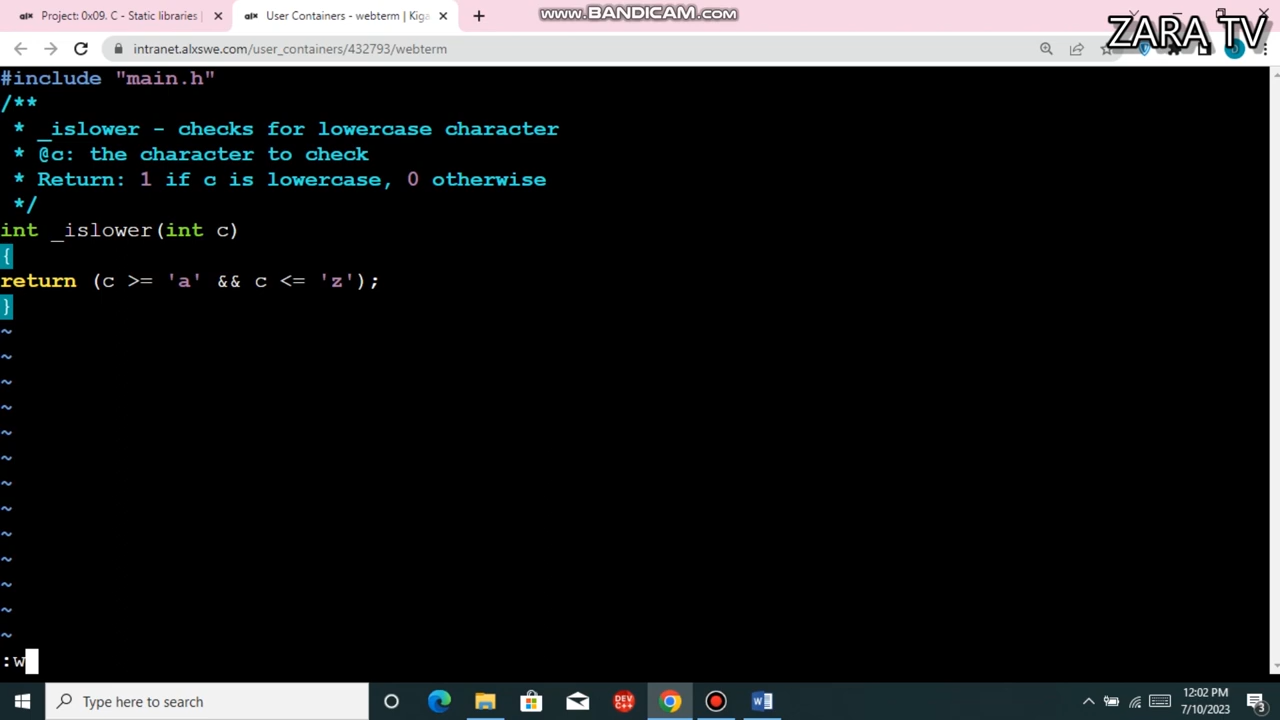 Project: 0x09. C - Static libraries
User Containers - webterm | Kiga
www.BANDICAM.com
ZARA TV
intranet.alxswe.com/user_containers/432793/webterm
#include "main.h"
/**
* _islower - checks for lowercase character
* @c: the character to check
* Return: 1 if c is lowercase, 0 otherwise
*/
int _islower(int c)
{
return (c >= 'a' && c <= 'z');
}
~
~
~
~
~
~
~
~
~
~
~
~
~
:w
Type here to search
DEV C++
12:02 PM
7/10/2023
3